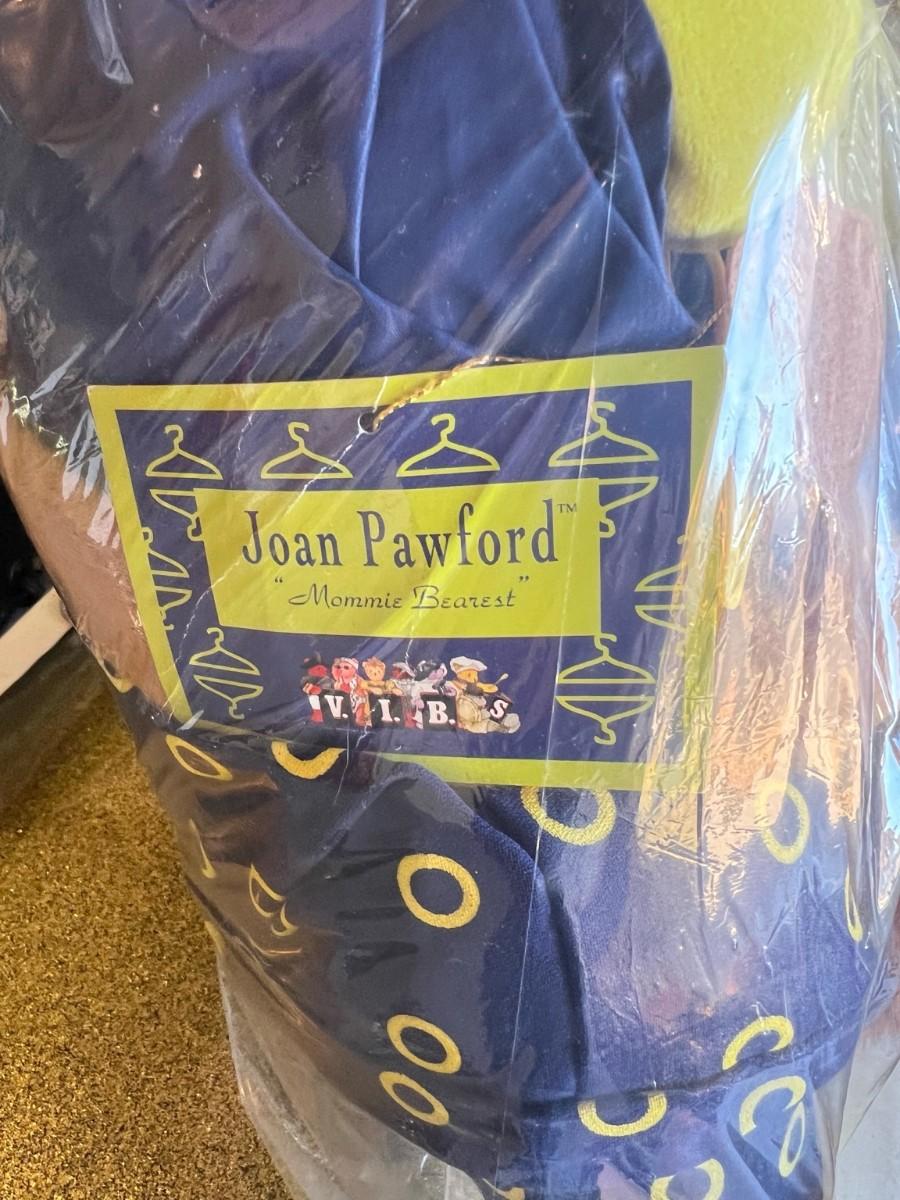 Joan Pawford™
"Mommie Bearest"
V. I. B. s